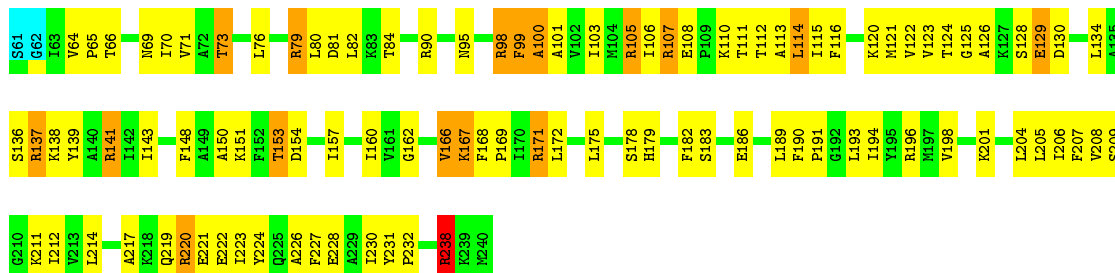 S61 G62 I63 V64 P65 T66 N69 I70 V71 A72 T73 L76 R79 L80 D81 L82 K83 T84 R90 N95 R98 F99 A100 A101 V102 I103 M104 R105 I106 R107 E108 P109 K110 T111 T112 A113 L114 I115 F116 K120 M121 V122 V123 T124 G125 A126 K127 S128 E129 D130 L134 A135
S136 R137 K138 Y139 A140 R141 I142 I143 F148 A149 A150 K151 F152 T153 D154 I157 I160 V161 G162 V166 K167 F168 P169 I170 R171 L172 L175 S178 H179 F182 S183 E186 L189 F190 P191 G192 L193 I194 Y195 R196 M197 V198 K201 L204 L205 I206 F207 V208 S209
G210 K211 I212 V213 L214 A217 K218 Q219 R220 E221 E222 I223 Y224 Q225 A226 F227 E228 A229 I230 Y231 P232 R238 K239 M240